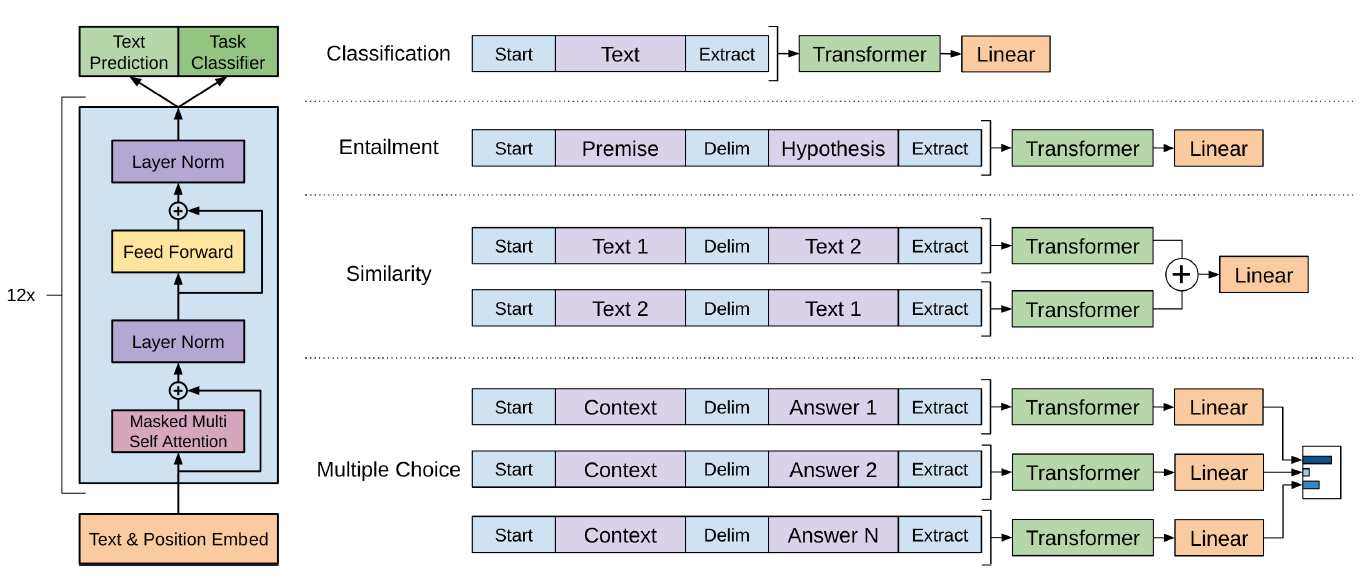 Text
Prediction
Task
Classifier
Layer Norm
+
Feed Forward
12x
Layer Norm
+
Masked Multi
Self Attention
Text & Position Embed
Classification
Start Text Extract Transformer Linear
Entailment
Start Premise Delim Hypothesis Extract Transformer Linear
Similarity
Start Text 1 Delim Text 2 Extract Transformer
+ Linear
Start Text 2 Delim Text 1 Extract Transformer
Multiple Choice
Start Context Delim Answer 1 Extract Transformer Linear
Start Context Delim Answer 2 Extract Transformer Linear
Start Context Delim Answer N Extract Transformer Linear